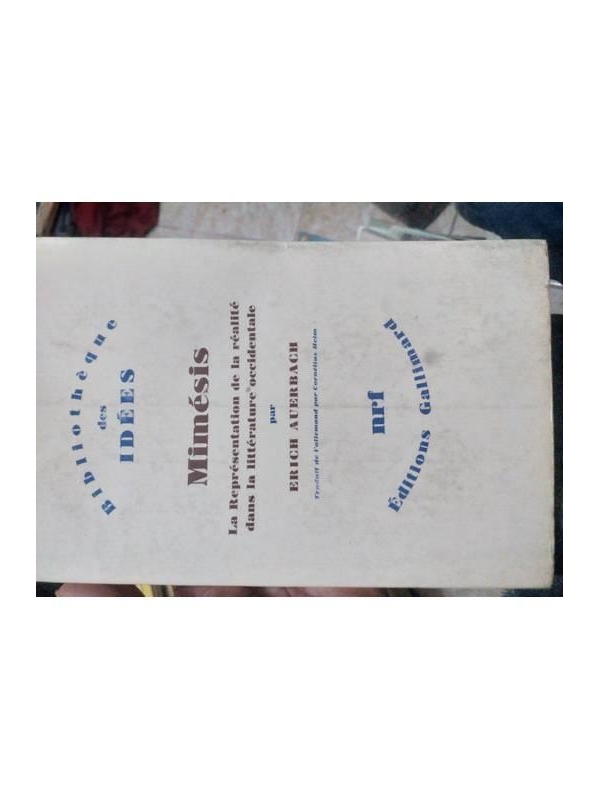 Bibliothèque
des
IDÉES
Mimésis
La Représentation de la réalité
dans la littérature occidentale
par
ERICH AUERBACH
Traduit de l'allemand par Cornélius Heim
nrf
Éditions Gallimard